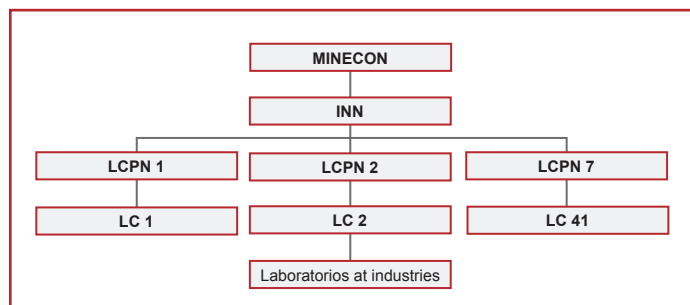 MINECON
INN
LCPN 1
LCPN 2
LCPN 7
LC 1
LC 2
LC 41
Laboratorios at industries